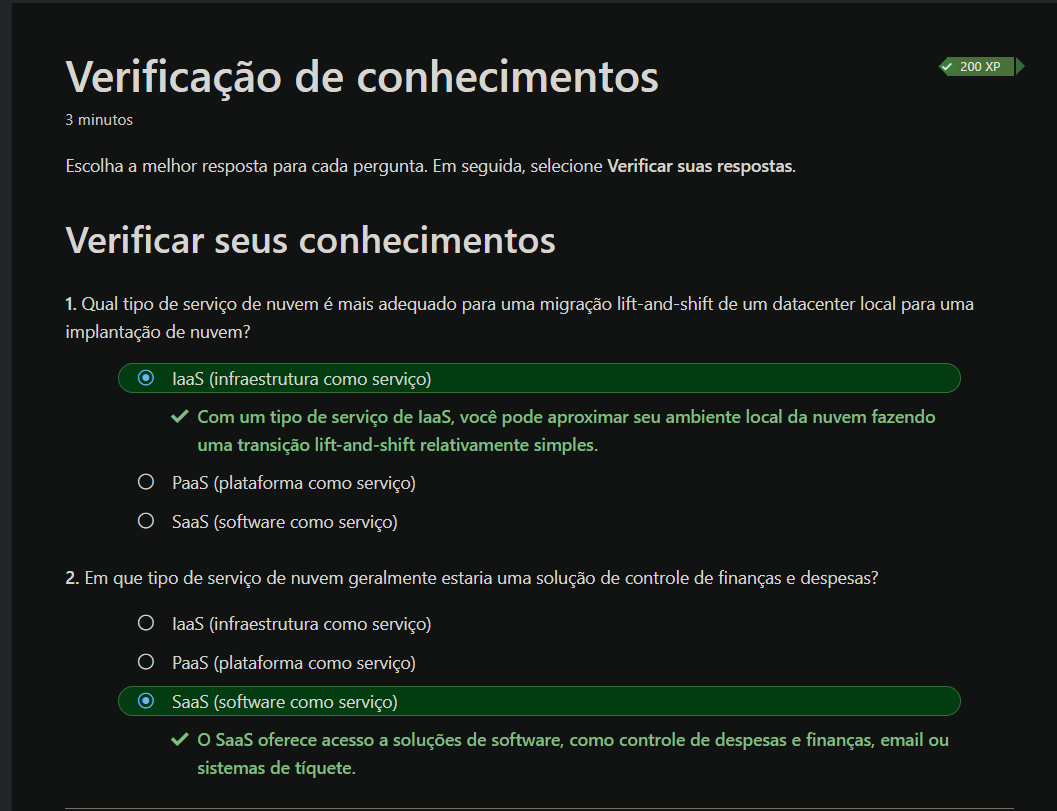 Verificação de conhecimentos
200 XP
3 minutos
Escolha a melhor resposta para cada pergunta. Em seguida, selecione Verificar suas respostas.
Verificar seus conhecimentos
1. Qual tipo de serviço de nuvem é mais adequado para uma migração lift-and-shift de um datacenter local para uma
implantação de nuvem?
IaaS (infraestrutura como serviço)
Com um tipo de serviço de IaaS, você pode aproximar seu ambiente local da nuvem fazendo
uma transição lift-and-shift relativamente simples.
PaaS (plataforma como serviço)
SaaS (software como serviço)
2. Em que tipo de serviço de nuvem geralmente estaria uma solução de controle de finanças e despesas?
IaaS (infraestrutura como serviço)
PaaS (plataforma como serviço)
SaaS (software como serviço)
O SaaS oferece acesso a soluções de software, como controle de despesas e finanças, email ou
sistemas de tíquete.